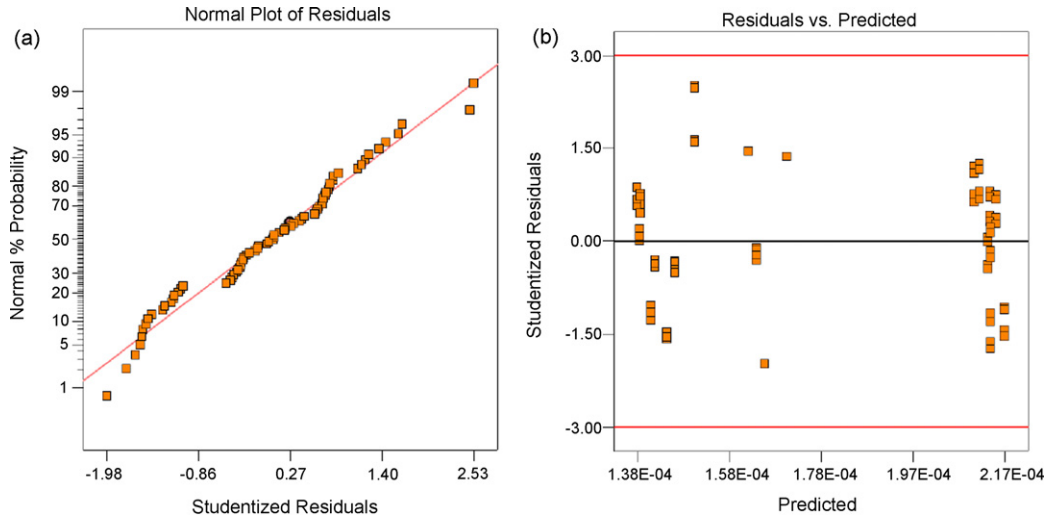 Normal Plot of Residuals
(a)
Normal % Probability
99
95
90
80
70
50
30
20
10
5
1
-1.98
-0.86
0.27
1.40
2.53
Studentized Residuals
Residuals vs. Predicted
(b)
Studentized Residuals
3.00
1.50
0.00
-1.50
-3.00
1.38E-04
1.58E-04
1.78E-04
1.97E-04
2.17E-04
Predicted